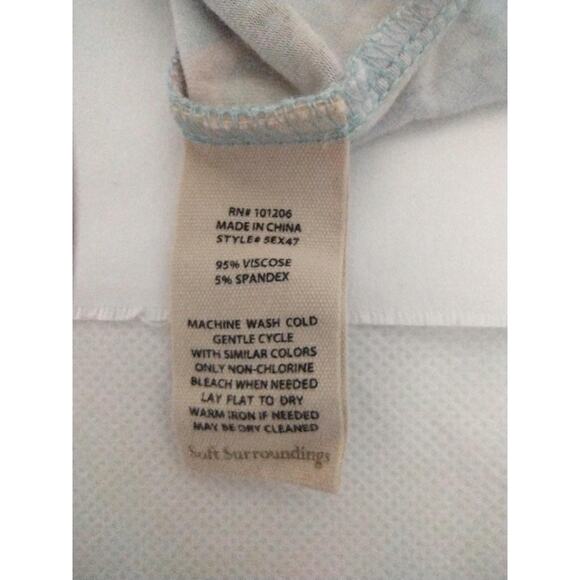 RN# 101206
MADE IN CHINA
STYLE# 5EX47
95% VISCOSE
5% SPANDEX
MACHINE WASH COLD
GENTLE CYCLE
WITH SIMILAR COLORS
ONLY NON-CHLORINE
BLEACH WHEN NEEDED
LAY FLAT TO DRY
WARM IRON IF NEEDED
MAY BE DRY CLEANED
Soft Surroundings